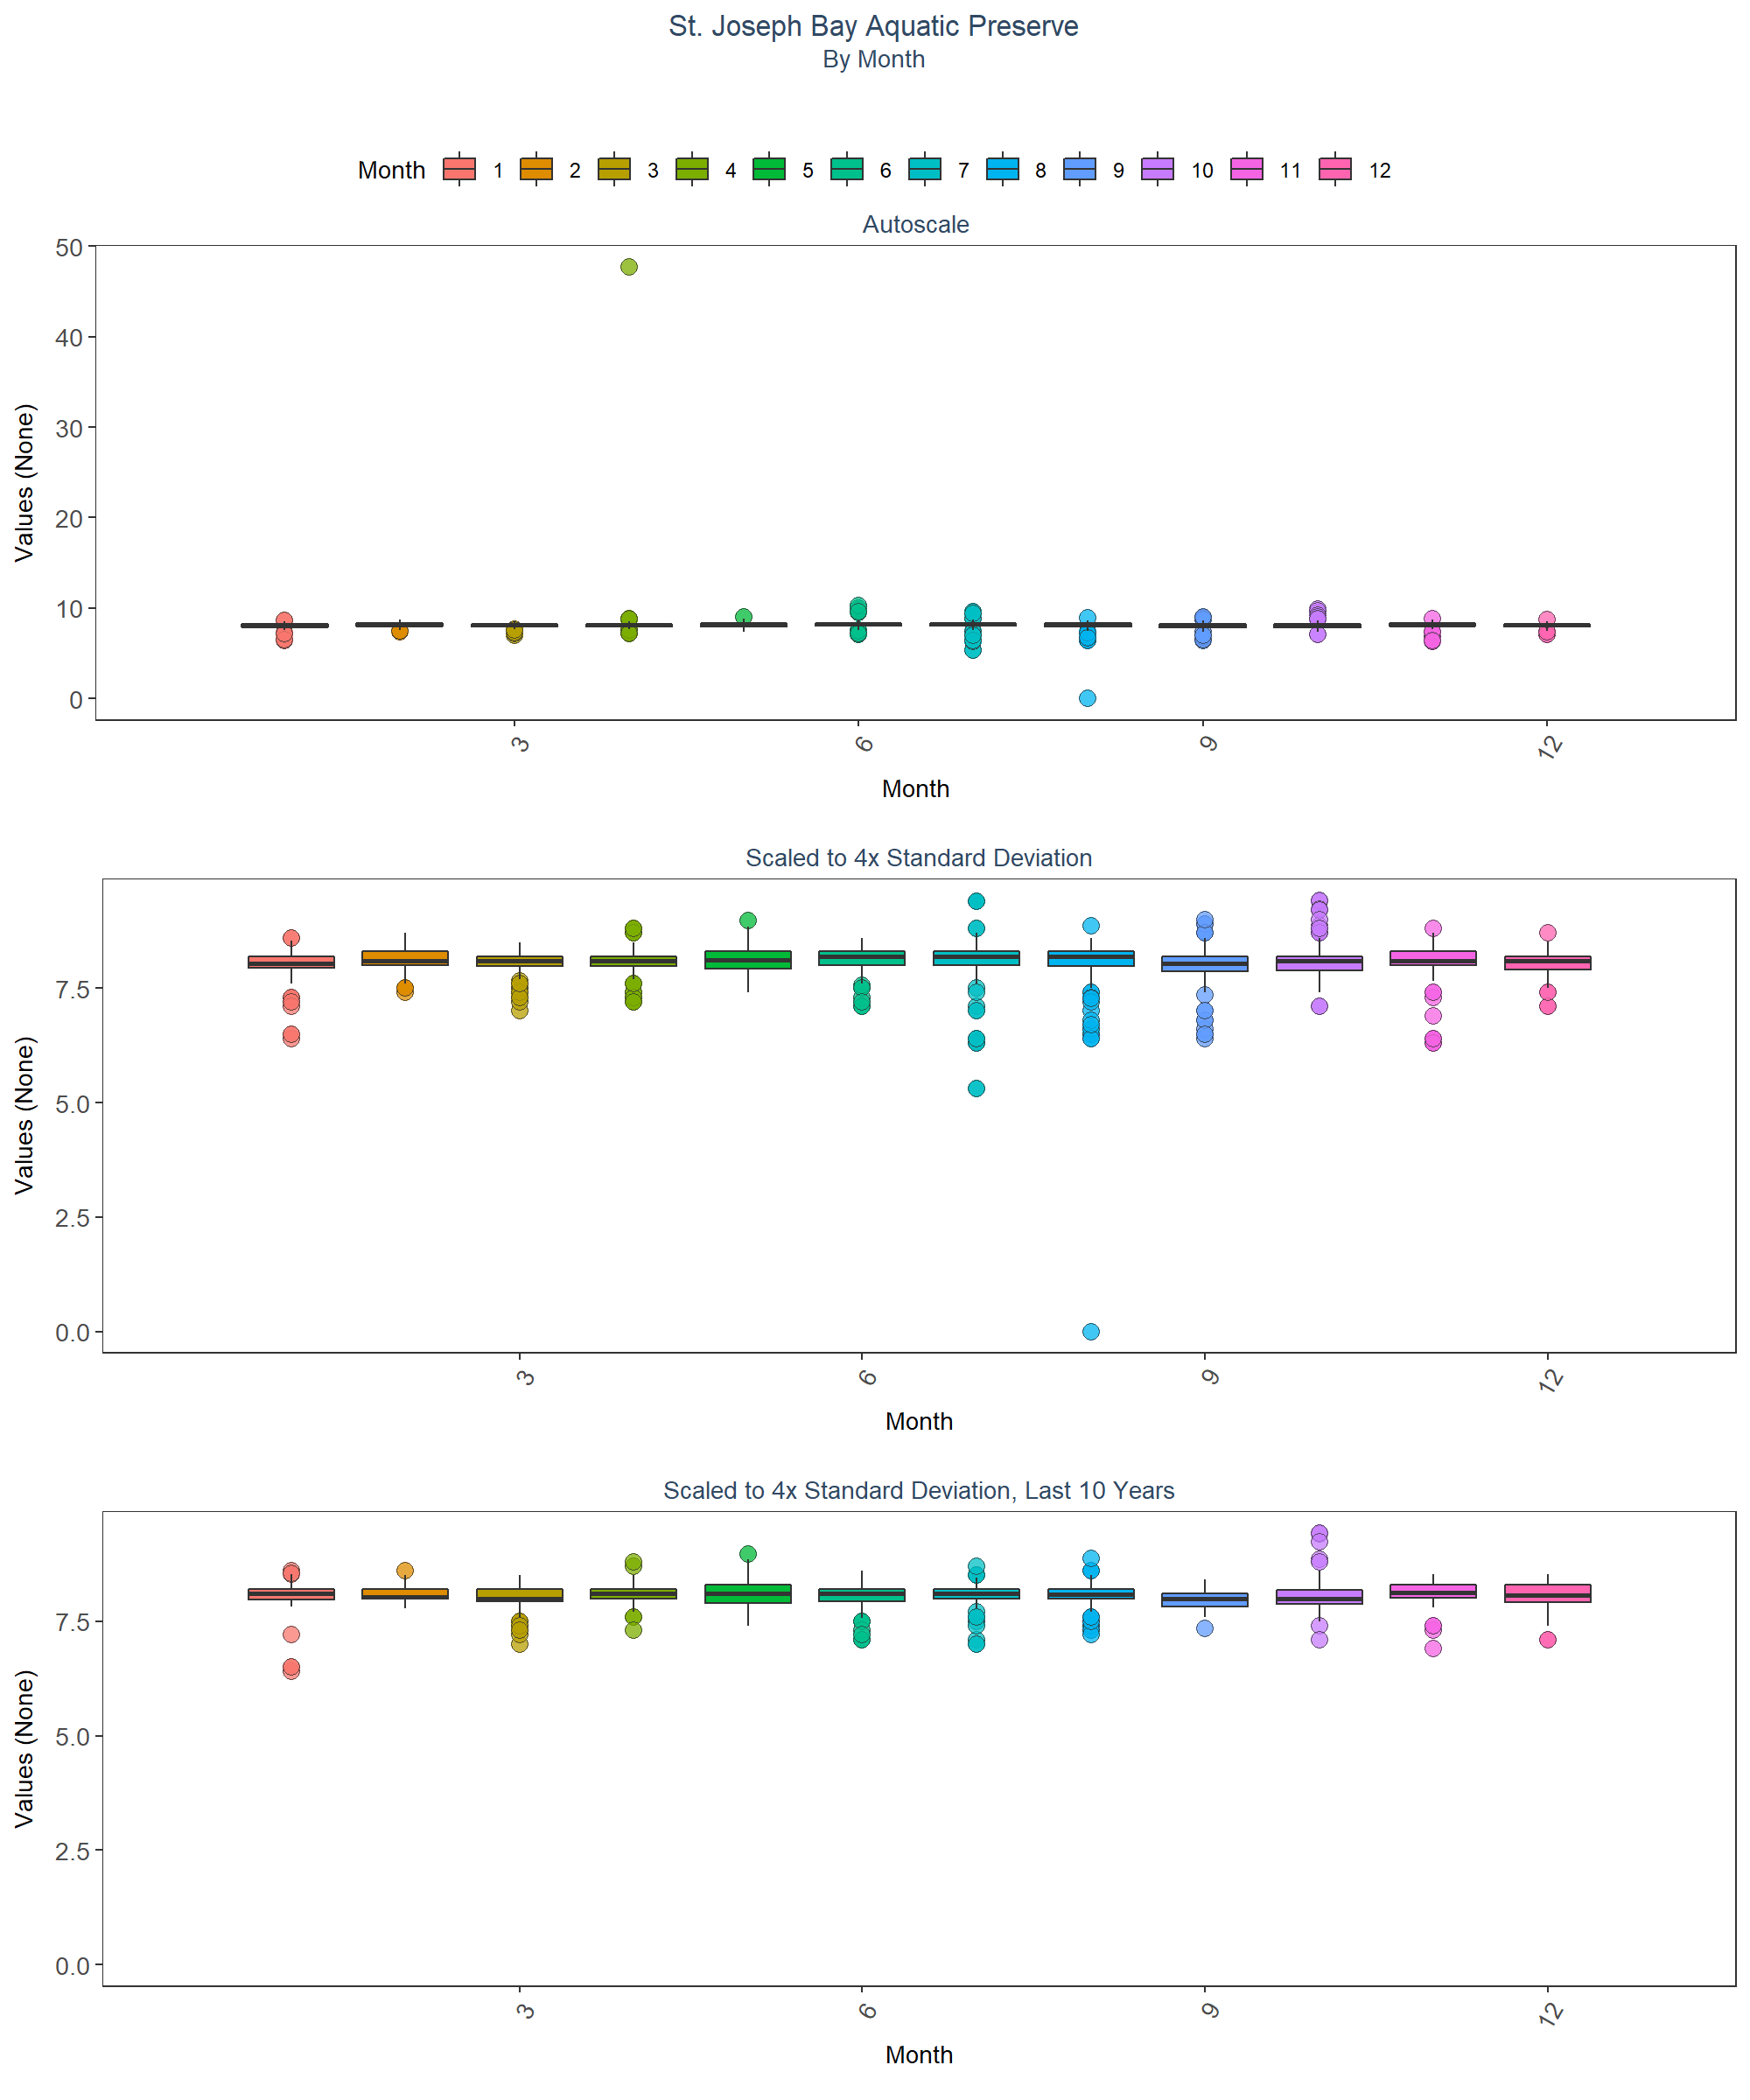 St. Joseph Bay Aquatic Preserve
By Month
Month 1 2 3 4 5 6 7 8 9 10 11 12
Autoscale
Values (None)
50
40
30
20
10
0
3 6 9 12
Month
Scaled to 4x Standard Deviation
Values (None)
7.5
5.0
2.5
0.0
3 6 9 12
Month
Scaled to 4x Standard Deviation, Last 10 Years
Values (None)
7.5
5.0
2.5
0.0
3 6 9 12
Month